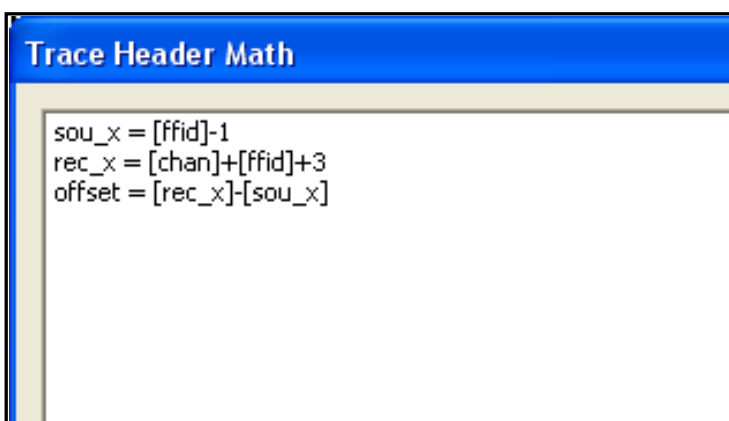 Trace Header Math
sou_x = [ffid]-1
rec_x = [chan]+[ffid]+3
offset = [rec_x]-[sou_x]